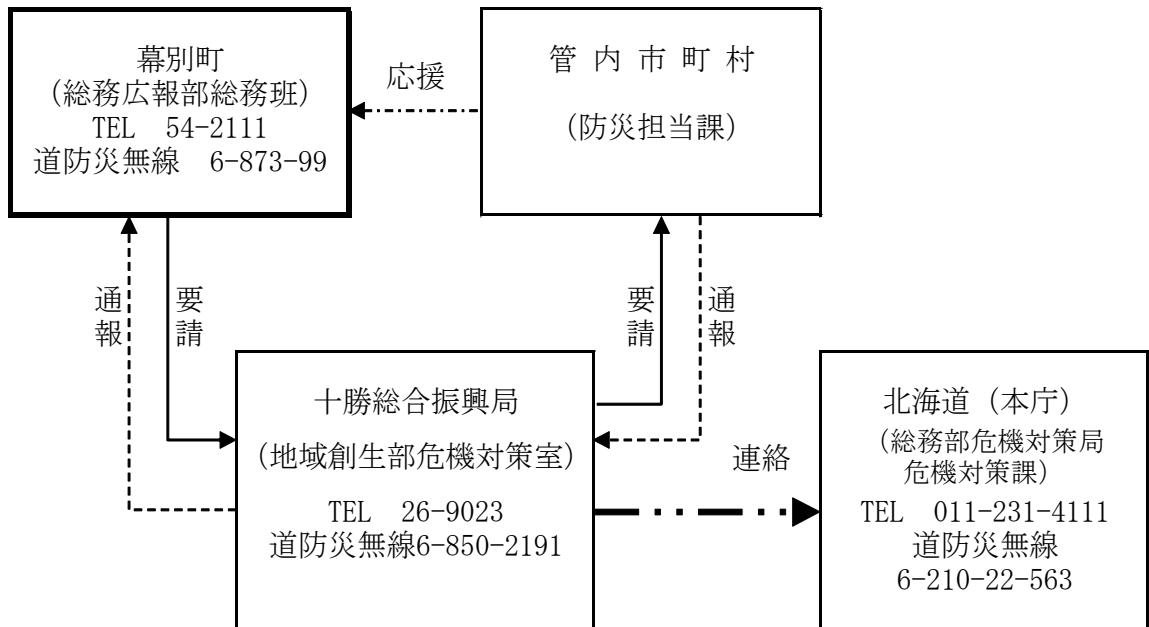 幕別町
(総務広報部総務班)
TEL 54-2111
道防災無線 6-873-99
応援
管内市町村
(防災担当課)
通報
要請
要請
通報
十勝総合振興局
(地域創生部危機対策室)
TEL 26-9023
道防災無線6-850-2191
連絡
北海道(本庁)
(総務部危機対策局
危機対策課)
TEL 011-231-4111
道防災無線
6-210-22-563